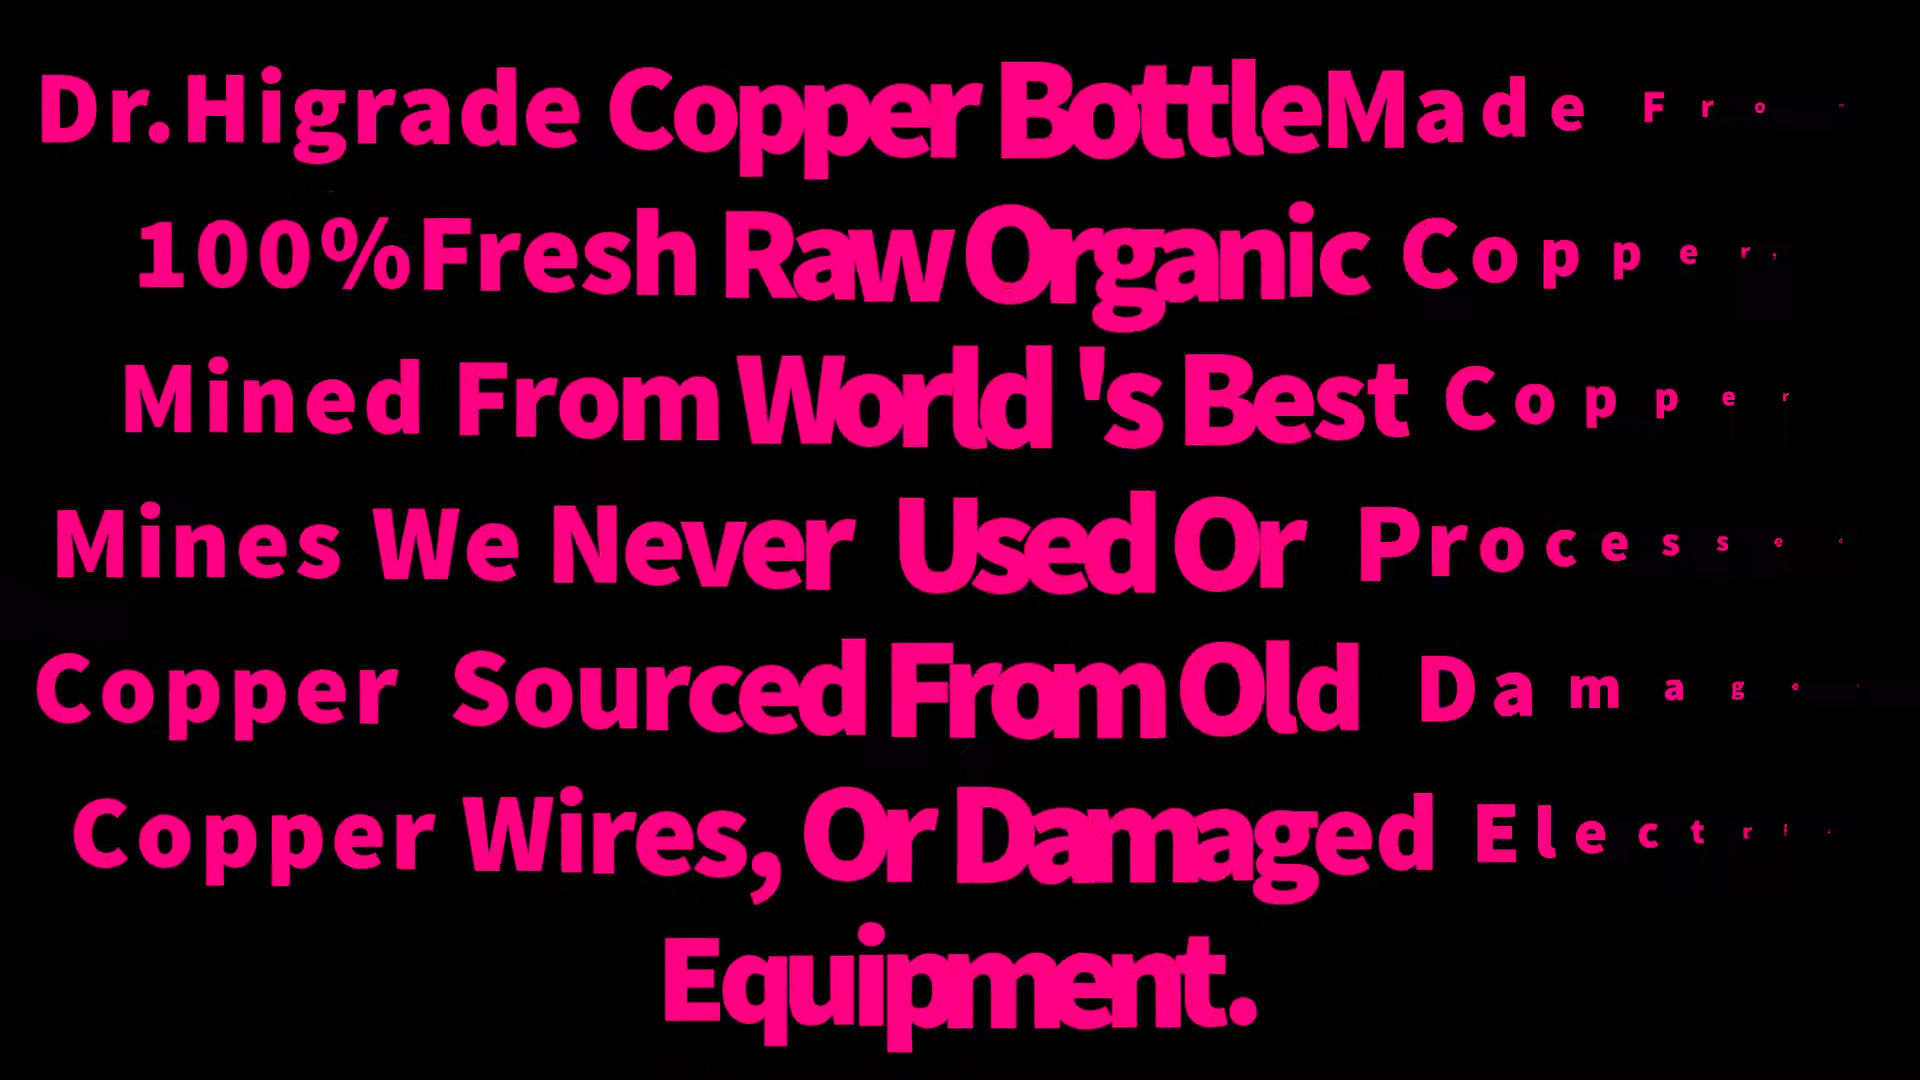 Dr.Higrade Copper BottleMade From
100%Fresh Raw Organic Copper,
Mined From World 's Best Copper
Mines We Never Used Or Processed
Copper Sourced From Old Damaged
Copper Wires, Or Damaged Electric
Equipment.